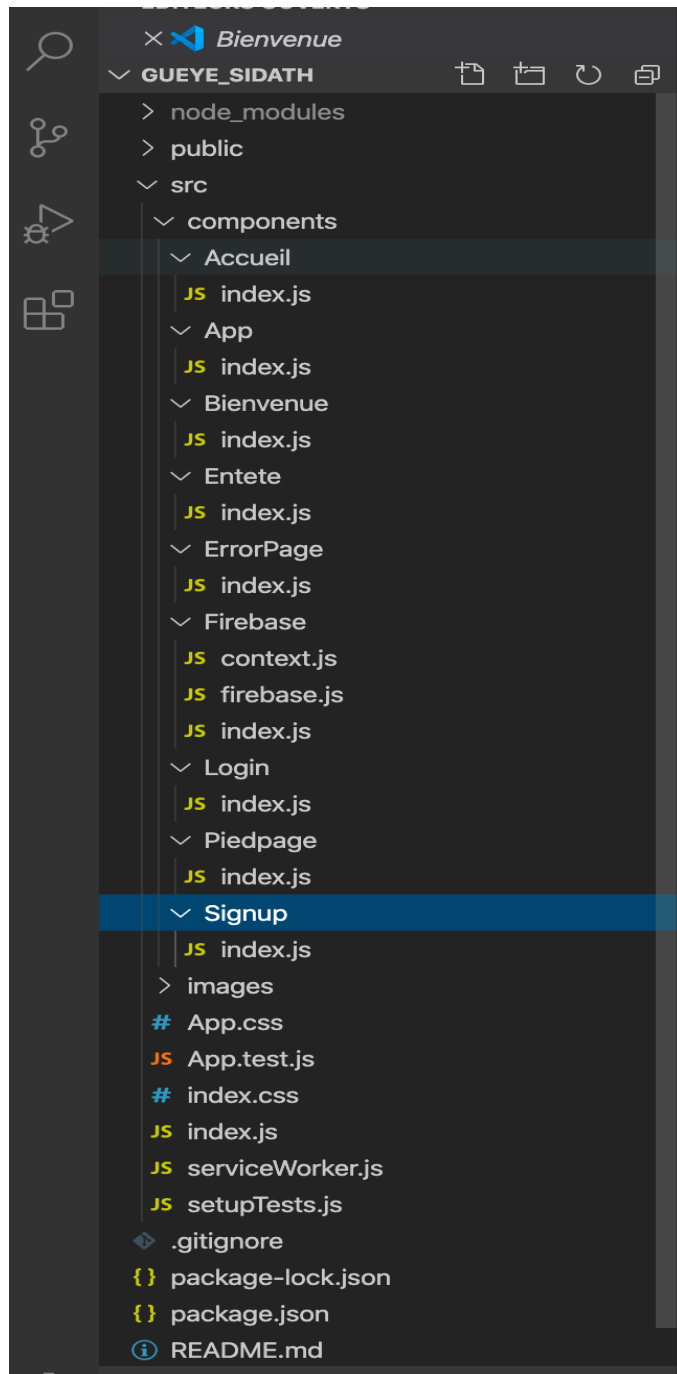 Bienvenue
GUEYE_SIDATH
node_modules
public
src
components
Accueil
JS index.js
App
JS index.js
Bienvenue
JS index.js
Entete
JS index.js
ErrorPage
JS index.js
Firebase
JS context.js
JS firebase.js
JS index.js
Login
JS index.js
Piedpage
JS index.js
Signup
JS index.js
images
# App.css
JS App.test.js
# index.css
JS index.js
JS serviceWorker.js
JS setupTests.js
.gitignore
{} package-lock.json
{} package.json
README.md